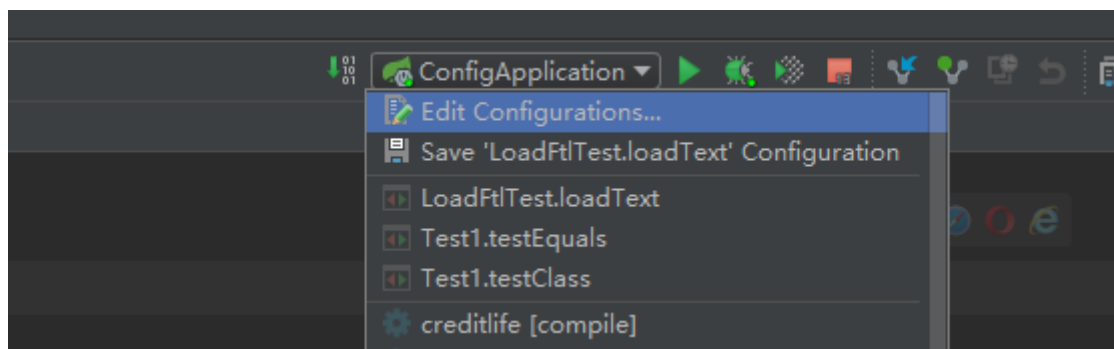 ConfigApplication
Edit Configurations...
Save 'LoadFtlTest.loadText' Configuration
LoadFtlTest.loadText
Test1.testEquals
Test1.testClass
creditlife [compile]